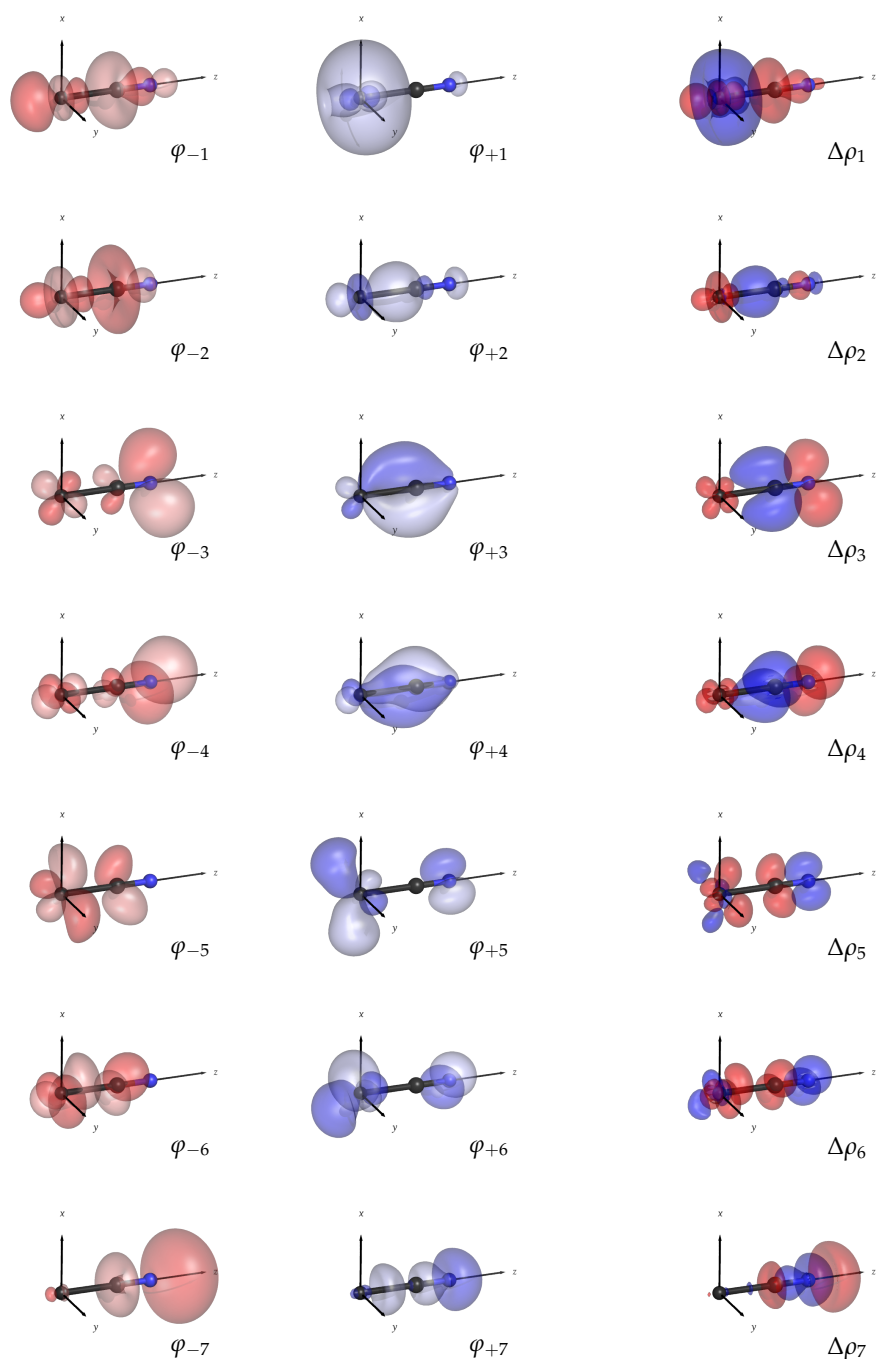 x x x
z z z
y y y
φ₋₁ φ₊₁ Δρ₁
x x x
z z z
y y y
φ₋₂ φ₊₂ Δρ₂
x x x
z z z
y y y
φ₋₃ φ₊₃ Δρ₃
x x x
z z z
y y y
φ₋₄ φ₊₄ Δρ₄
x x x
z z z
y y y
φ₋₅ φ₊₅ Δρ₅
x x x
z z z
y y y
φ₋₆ φ₊₆ Δρ₆
x x x
z z z
y y y
φ₋₇ φ₊₇ Δρ₇